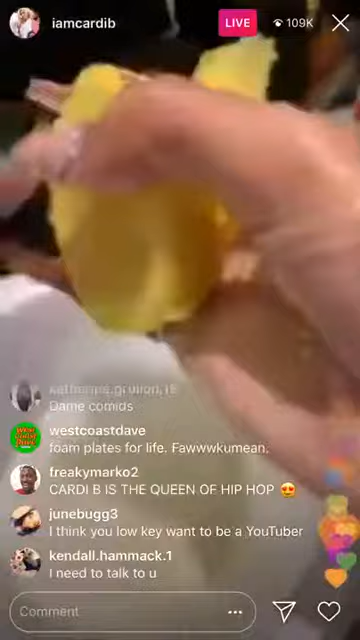 iamcardib
LIVE
109K
Dame comids
westcoastdave
foam plates for life. Fawwwkumean.
freakymarko2
CARDI B IS THE QUEEN OF HIP HOP 😍
junebugg3
I think you low key want to be a YouTuber
kendall.hammack.1
I need to talk to u
Comment